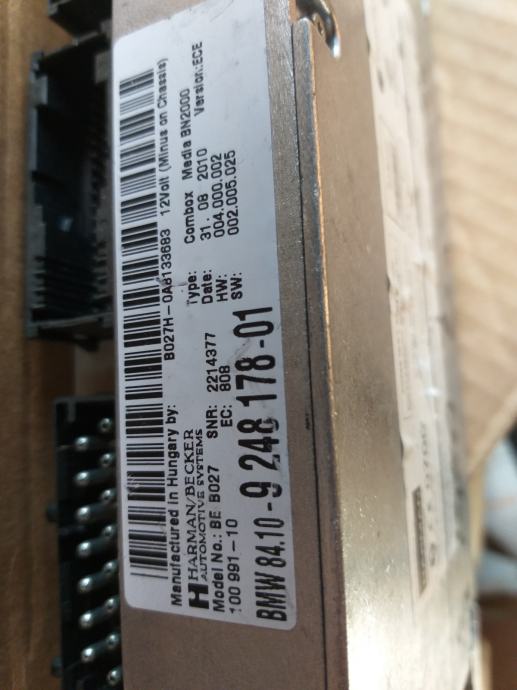 B027H-0A8133683 12Volt (Minus on Chassis)
Manufactured in Hungary by:
HARMAN/BECKER
AUTOMOTIVE SYSTEMS
Model No.: BE B027
100 991-10
SNR: 2214377
EC: 808
Type: Combox Media BN2000
Date: 31. 08 2010 Version:ECE
HW: 004.000.002
SW: 002.005.025
BMW 84.10-9 248 178-01